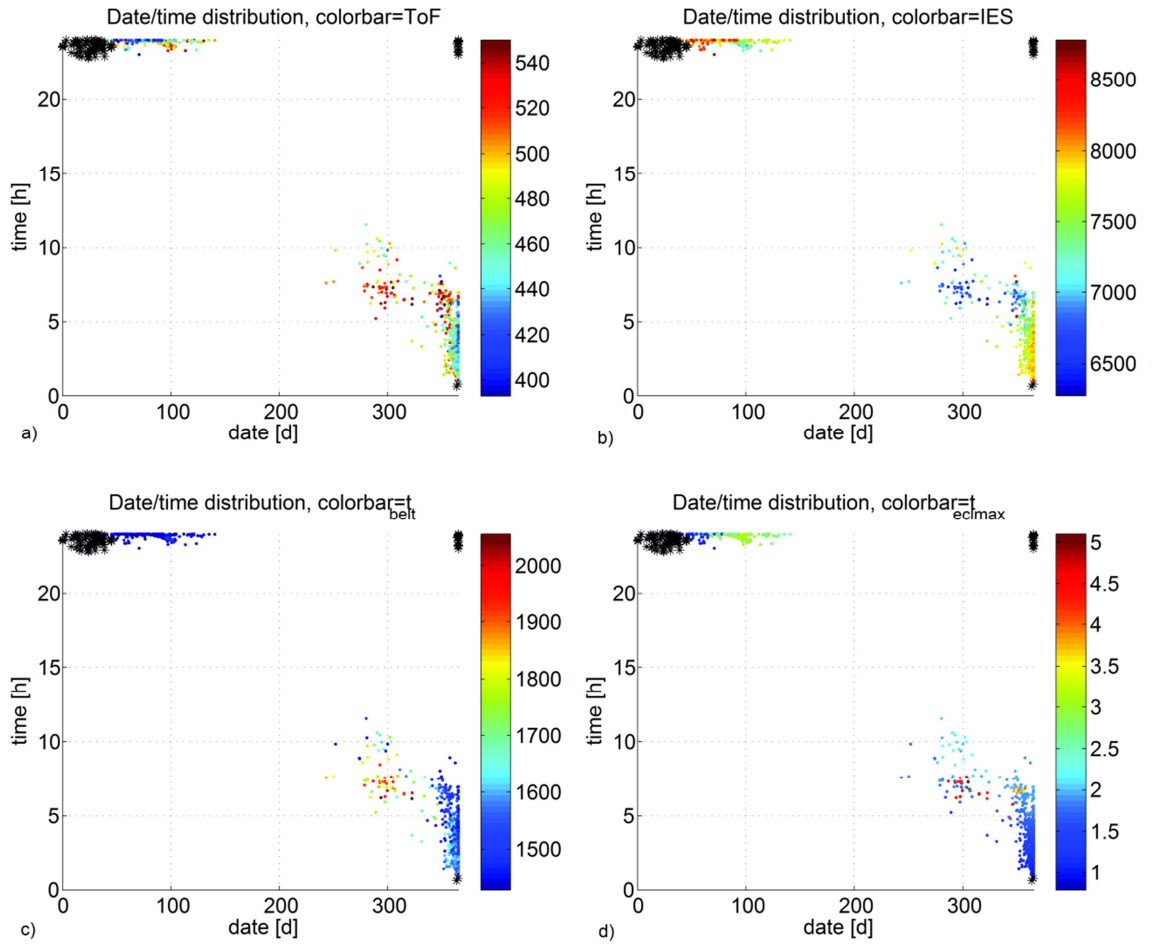 Date/time distribution, colorbar=ToF
time [h]
20
15
10
5
0
0 100 200 300
date [d]
540
520
500
480
460
440
420
400
a)
Date/time distribution, colorbar=IES
time [h]
20
15
10
5
0
0 100 200 300
date [d]
8500
8000
7500
7000
6500
b)
Date/time distribution, colorbar=t_belt
time [h]
20
15
10
5
0
0 100 200 300
date [d]
2000
1900
1800
1700
1600
1500
c)
Date/time distribution, colorbar=t_eclmax
time [h]
20
15
10
5
0
0 100 200 300
date [d]
5
4.5
4
3.5
3
2.5
2
1.5
1
d)